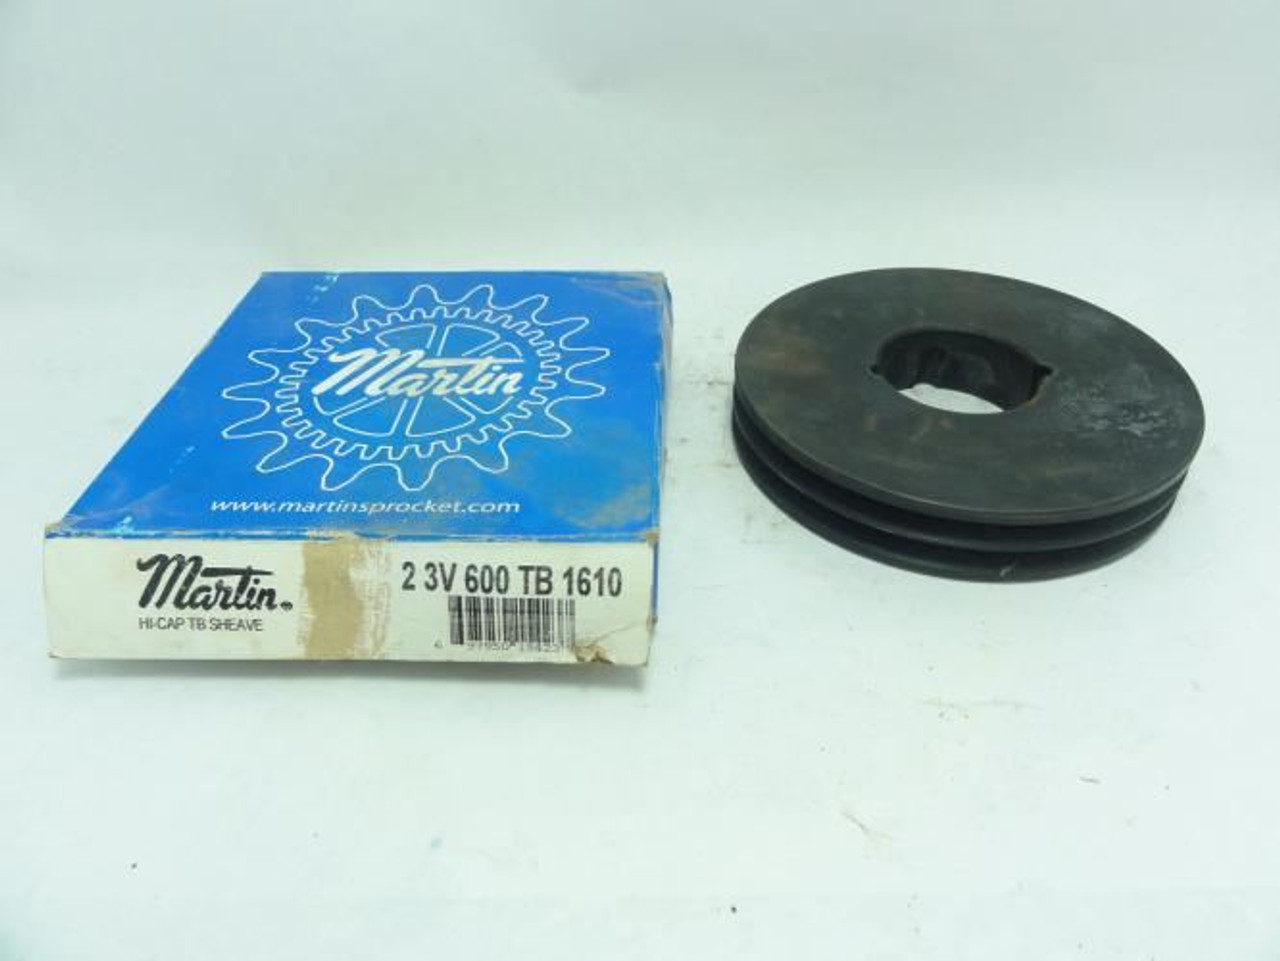 Martin
www.martinsprocket.com
Martin
HI-CAP TB SHEAVE
2 3V 600 TB 1610